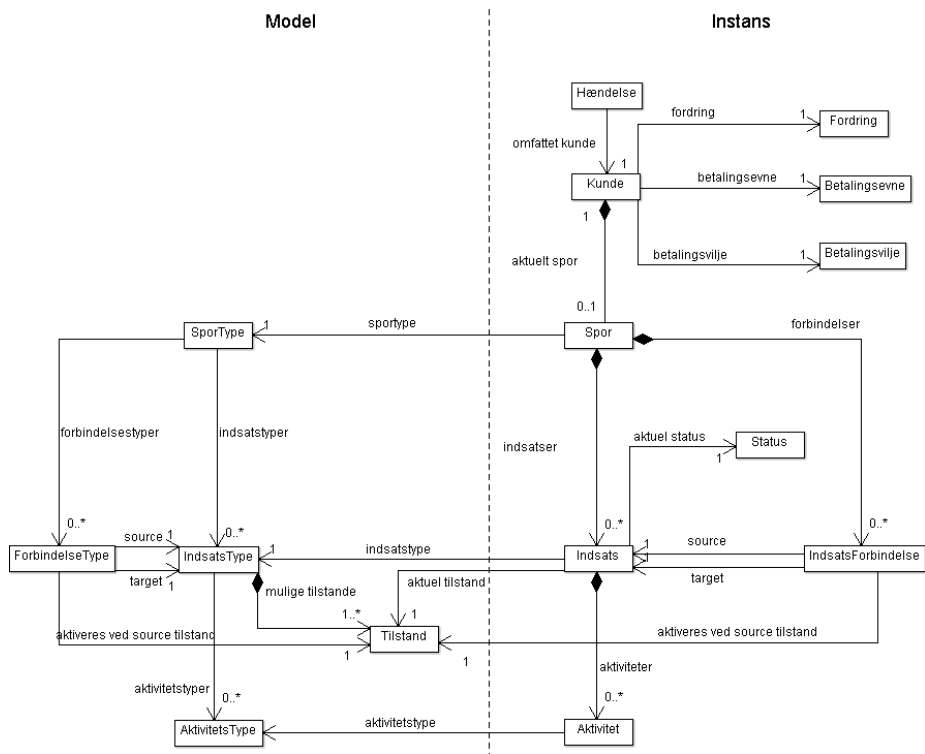 Model
Instans
Hændelse
fordring
1
Fordring
omfattet kunde
1
Kunde
betalingsevne
1
Betalingsevne
1
aktuelt spor
betalingsvilje
1
Betalingsvilje
0..1
SporType
1
sportype
Spor
forbindelser
forbindelsestyper
indsatstyper
indsatser
aktuel status
1
Status
0..*
0..*
0..*
0..*
ForbindelseType
source
1
IndsatsType
1
indsatstype
Indsats
1
source
IndsatsForbindelse
target
1
mulige tilstande
aktuel tilstand
1
target
1..*
1
Tilstand
aktiveres ved source tilstand
1
1
aktiveres ved source tilstand
aktivitetstyper
0..*
aktiviteter
0..*
AktivitetsType
aktivitetstype
Aktivitet